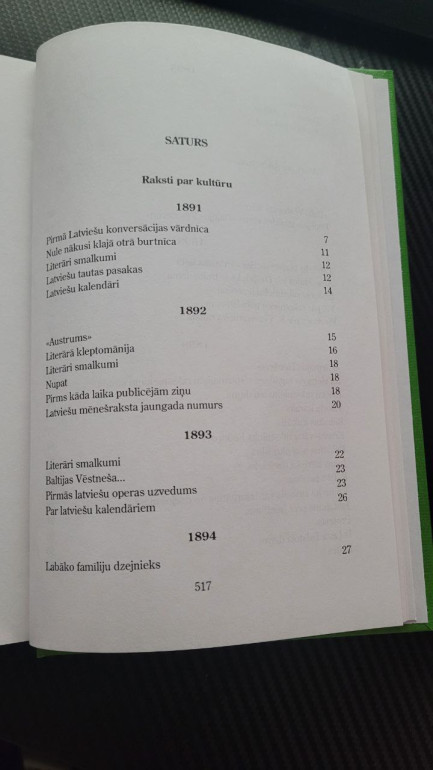 SATURS
Raksti par kultūru
1891
Pirmā Latviešu konversācijas vārdnica 7
Nule nākusi klajā otrā burtnica 11
Literāri smalkumi 12
Latviešu tautas pasakas 12
Latviešu kalendāri 14
1892
«Austrums» 15
Literārā kleptomānija 16
Literāri smalkumi 18
Nupat 18
Pirms kāda laika publicējām ziņu 18
Latviešu mēnešraksta jaungada numurs 20
1893
Literāri smalkumi 22
Baltijas Vēstneša... 23
Pirmās latviešu operas uzvedums 23
Par latviešu kalendāriem 26
1894
Labāko familiju dzejnieks 27
517